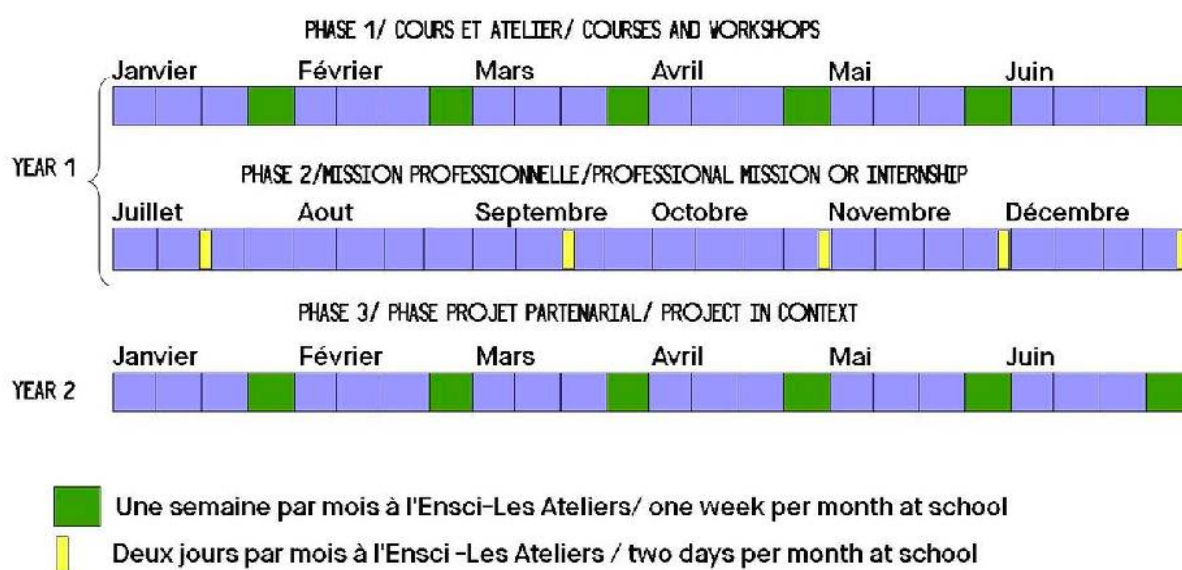 PHASE 1/ COURS ET ATELIER/ COURSES AND WORKSHOPS
Janvier Février Mars Avril Mai Juin
YEAR 1
PHASE 2/MISSION PROFESSIONNELLE/PROFESSIONAL MISSION OR INTERNSHIP
Juillet Aout Septembre Octobre Novembre Décembre
PHASE 3/ PHASE PROJET PARTENARIAL/ PROJECT IN CONTEXT
Janvier Février Mars Avril Mai Juin
YEAR 2
Une semaine par mois à l'Ensci-Les Ateliers/ one week per month at school
Deux jours par mois à l'Ensci -Les Ateliers / two days per month at school